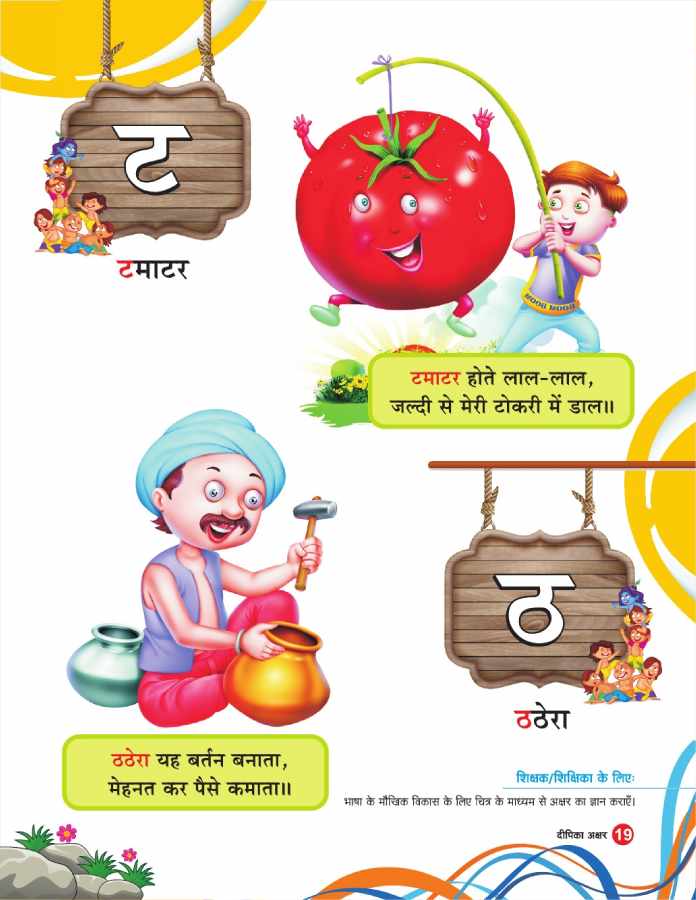 ट
टमाटर
टमाटर होते लाल-लाल,
जल्दी से मेरी टोकरी में डाल॥
ठ
ठठेरा
ठठेरा यह बर्तन बनाता,
मेहनत कर पैसे कमाता॥
शिक्षक/शिक्षिका के लिएः
भाषा के मौखिक विकास के लिए चित्र के माध्यम से अक्षर का ज्ञान कराएँ।
दीपिका अक्षर 19